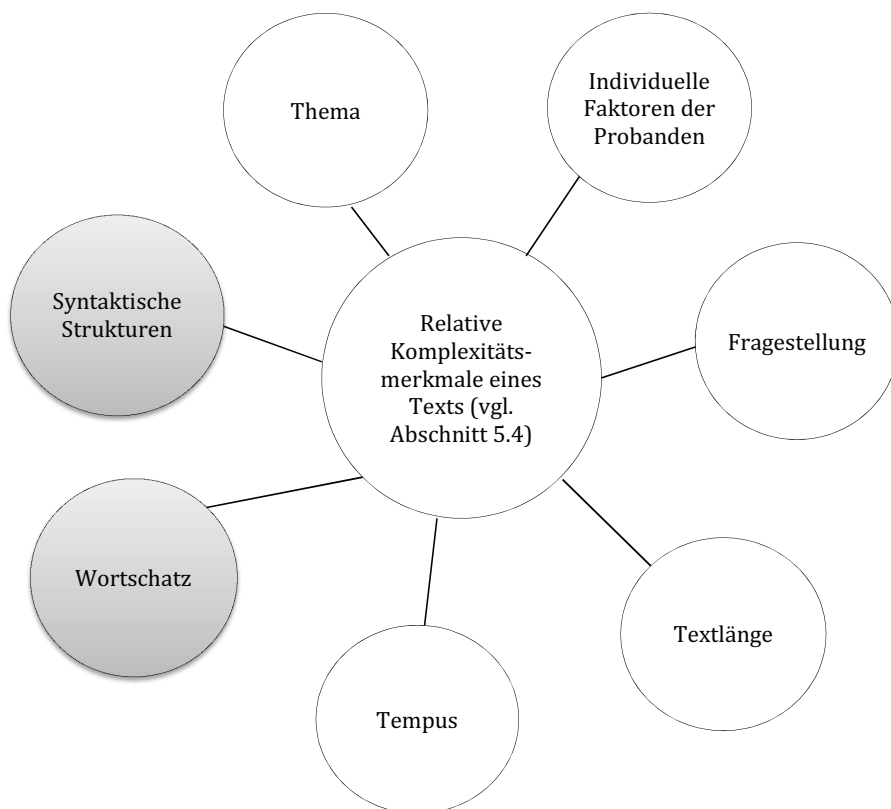 Thema
Individuelle
Faktoren der
Probanden
Syntaktische
Strukturen
Relative
Komplexitäts-
merkmale eines
Texts (vgl.
Abschnitt 5.4)
Fragestellung
Wortschatz
Textlänge
Tempus